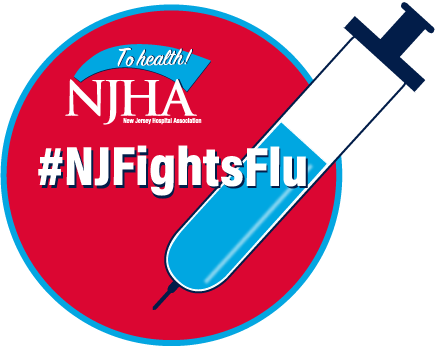 To health!
NJHA
New Jersey Hospital Association
#NJFightsFlu